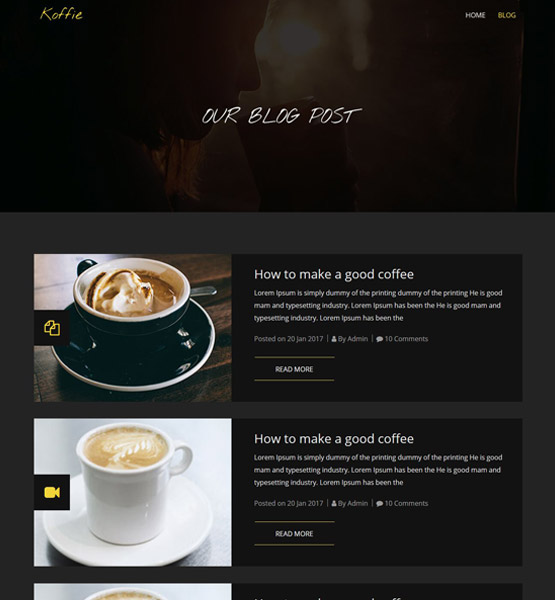 Koffie
HOME BLOG
OUR BLOG POST
How to make a good coffee
Lorem Ipsum is simply dummy of the printing dummy of the printing He is good
mam and typesetting industry. Lorem Ipsum has been the He is good mam and
typesetting industry. Lorem Ipsum has been the
Posted on 20 Jan 2017 | By Admin | 10 Comments
READ MORE
How to make a good coffee
Lorem Ipsum is simply dummy of the printing dummy of the printing He is good
mam and typesetting industry. Lorem Ipsum has been the He is good mam and
typesetting industry. Lorem Ipsum has been the
Posted on 20 Jan 2017 | By Admin | 10 Comments
READ MORE